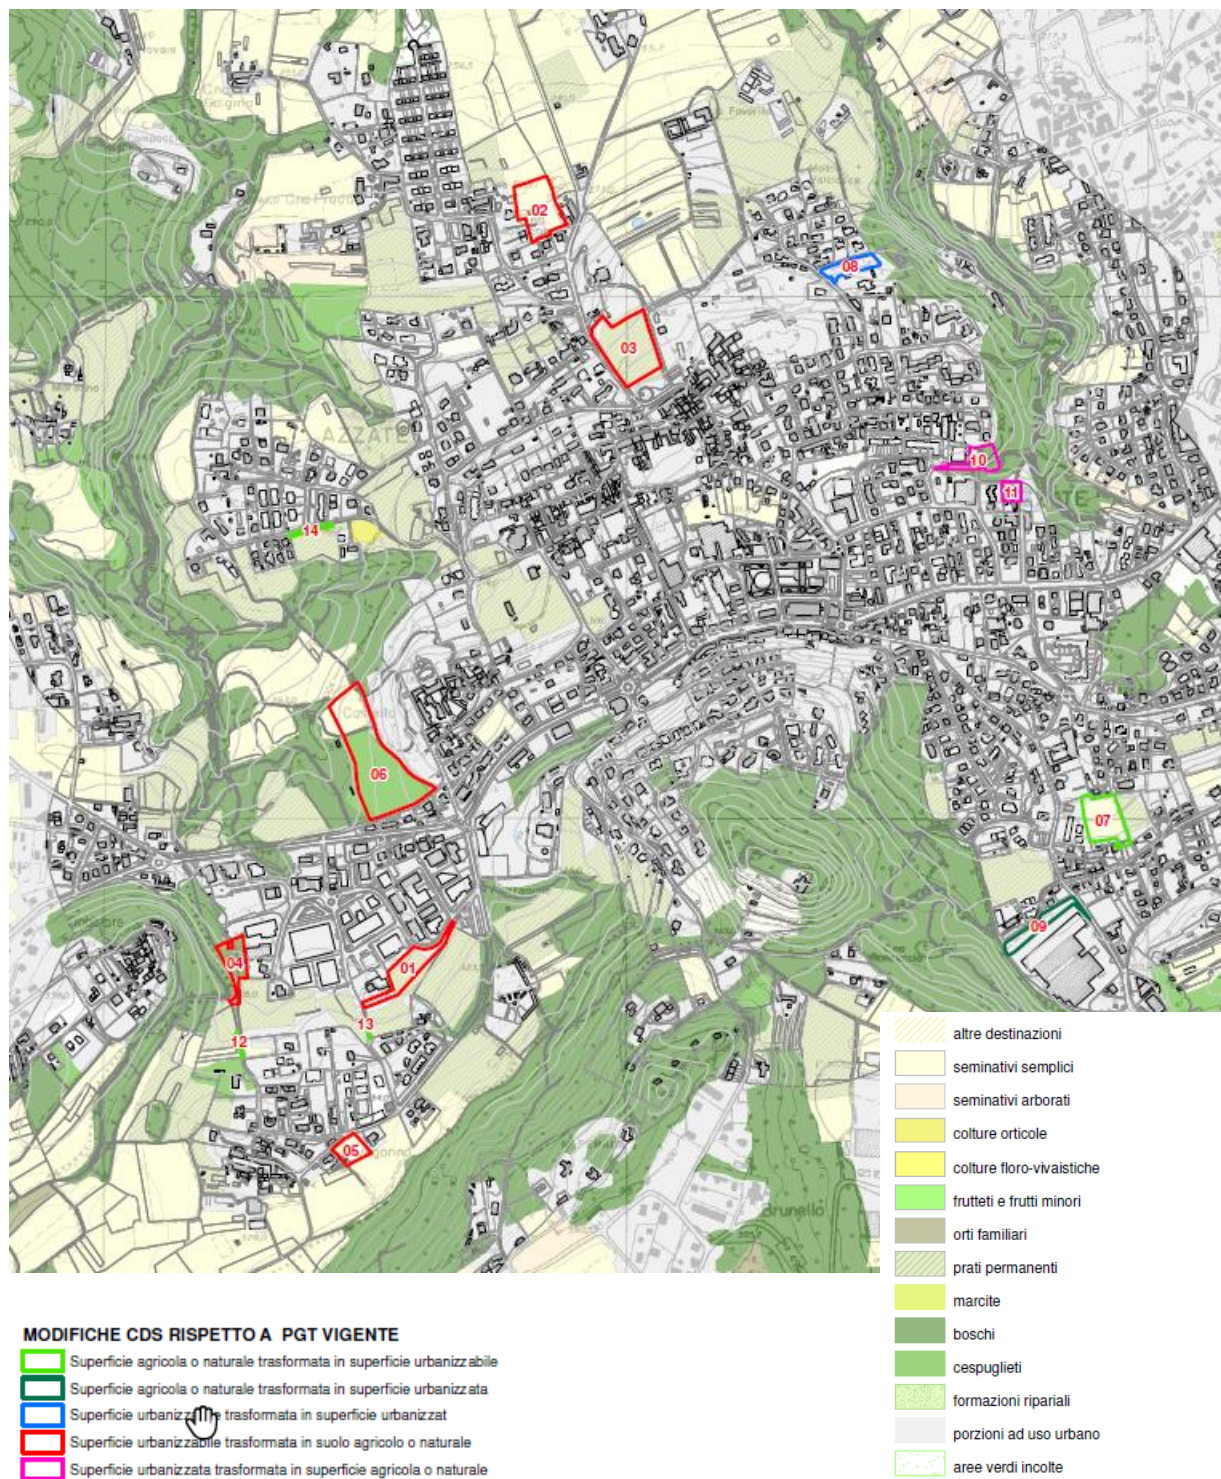 02
08
03
AZZATE
10
11
14
06
07
09
04
01
13
12
05
Brunello
altre destinazioni
seminativi semplici
seminativi arborati
colture orticole
colture floro-vivaistiche
frutteti e frutti minori
orti familiari
prati permanenti
marcite
boschi
cespuglieti
formazioni ripariali
porzioni ad uso urbano
aree verdi incolte
MODIFICHE CDS RISPETTO A PGT VIGENTE
Superficie agricola o naturale trasformata in superficie urbanizzabile
Superficie agricola o naturale trasformata in superficie urbanizzata
Superficie trasformata in superficie urbanizzat
Superficie urbanizzabile trasformata in suolo agricolo o naturale
Superficie urbanizzata trasformata in superficie agricola o naturale